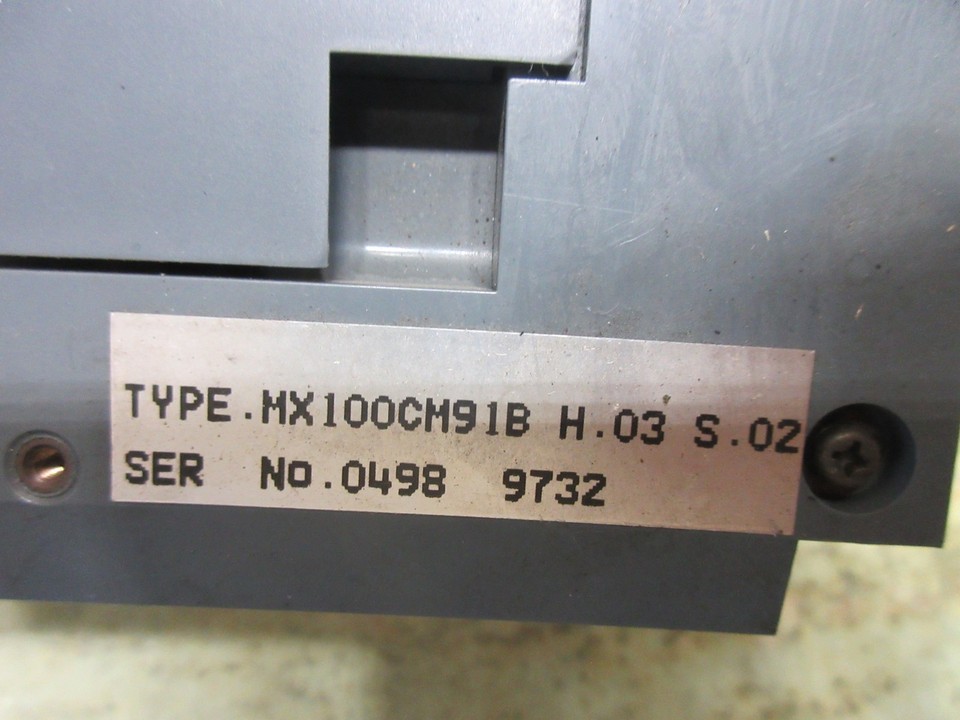 TYPE.MX100CM91B H.03 S.02
SER No.0498 9732